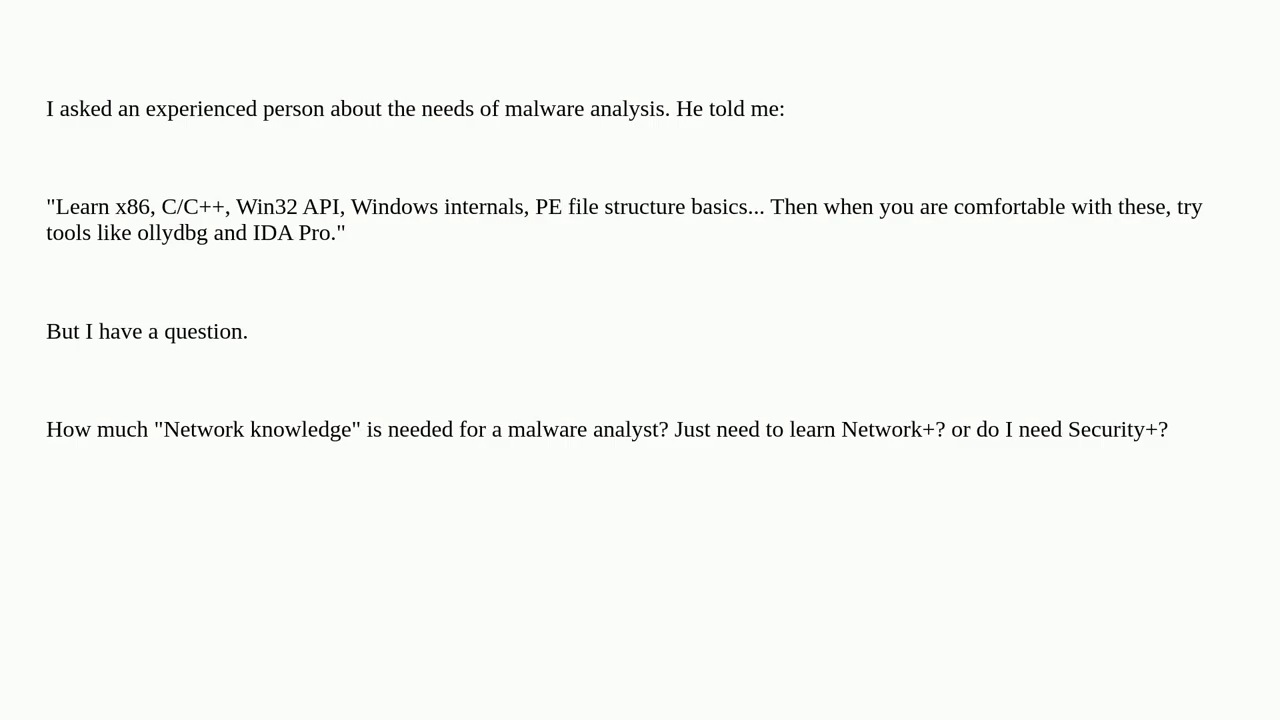 I asked an experienced person about the needs of malware analysis. He told me:
"Learn x86, C/C++, Win32 API, Windows internals, PE file structure basics... Then when you are comfortable with these, try
tools like ollydbg and IDA Pro."
But I have a question.
How much "Network knowledge" is needed for a malware analyst? Just need to learn Network+? or do I need Security+?